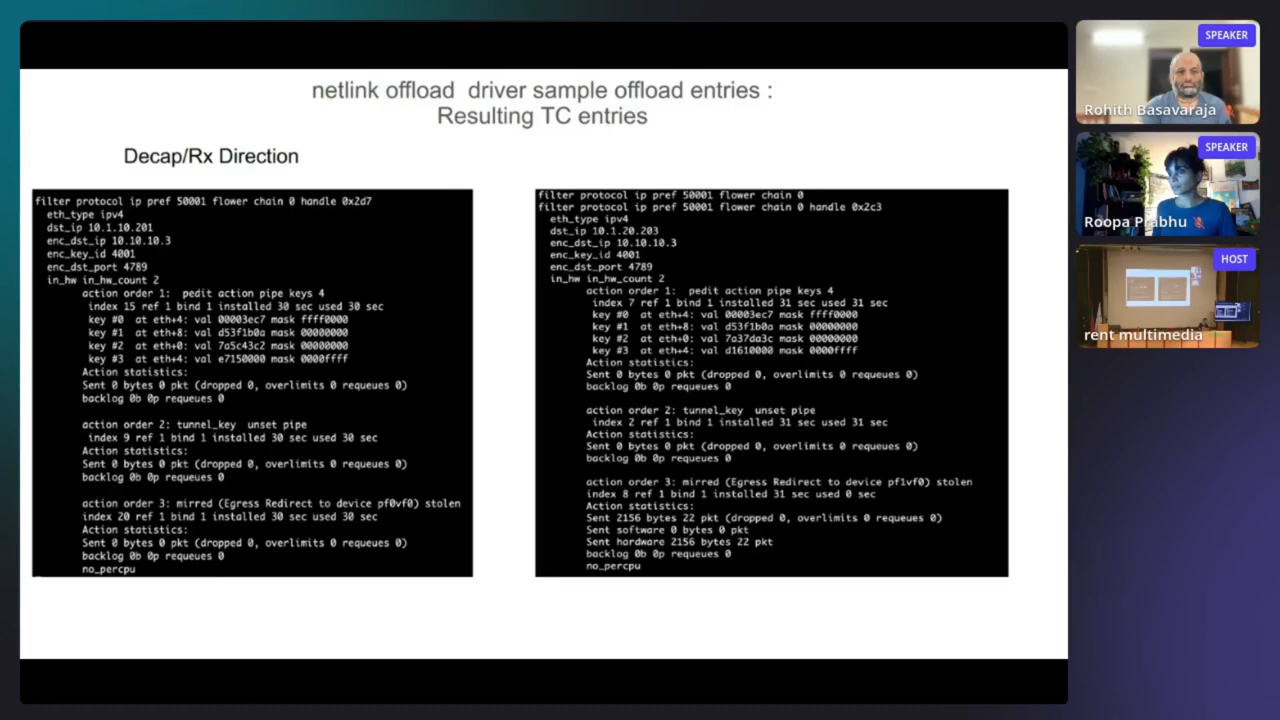 netlink offload driver sample offload entries :
Resulting TC entries
Decap/Rx Direction
filter protocol ip pref 50001 flower chain 0 handle 0x2d7
eth_type ipv4
dst_ip 10.1.10.201
enc_dst_ip 10.10.10.3
enc_key_id 4001
enc_dst_port 4789
in_hw in_hw_count 2
action order 1: pedit action pipe keys 4
index 15 ref 1 bind 1 installed 30 sec used 30 sec
key #0 at eth+4: val 00003ec7 mask ffff0000
key #1 at eth+8: val d53f1b0a mask 00000000
key #2 at eth+0: val 7a5c43c2 mask 00000000
key #3 at eth+4: val e7150000 mask 0000ffff
Action statistics:
Sent 0 bytes 0 pkt (dropped 0, overlimits 0 requeues 0)
backlog 0b 0p requeues 0
action order 2: tunnel_key unset pipe
index 9 ref 1 bind 1 installed 30 sec used 30 sec
Action statistics:
Sent 0 bytes 0 pkt (dropped 0, overlimits 0 requeues 0)
backlog 0b 0p requeues 0
action order 3: mirred (Egress Redirect to device pf0vf0) stolen
index 20 ref 1 bind 1 installed 30 sec used 30 sec
Action statistics:
Sent 0 bytes 0 pkt (dropped 0, overlimits 0 requeues 0)
backlog 0b 0p requeues 0
no_percpu
filter protocol ip pref 50001 flower chain 0
filter protocol ip pref 50001 flower chain 0 handle 0x2c3
eth_type ipv4
dst_ip 10.1.20.203
enc_dst_ip 10.10.10.3
enc_key_id 4001
enc_dst_port 4789
in_hw in_hw_count 2
action order 1: pedit action pipe keys 4
index 7 ref 1 bind 1 installed 31 sec used 31 sec
key #0 at eth+4: val 00003ec7 mask ffff0000
key #1 at eth+8: val d53f1b0a mask 00000000
key #2 at eth+0: val 7a37da3c mask 00000000
key #3 at eth+4: val d1610000 mask 0000ffff
Action statistics:
Sent 0 bytes 0 pkt (dropped 0, overlimits 0 requeues 0)
backlog 0b 0p requeues 0
action order 2: tunnel_key unset pipe
index 2 ref 1 bind 1 installed 31 sec used 31 sec
Action statistics:
Sent 0 bytes 0 pkt (dropped 0, overlimits 0 requeues 0)
backlog 0b 0p requeues 0
action order 3: mirred (Egress Redirect to device pf1vf0) stolen
index 8 ref 1 bind 1 installed 31 sec used 0 sec
Action statistics:
Sent 2156 bytes 22 pkt (dropped 0, overlimits 0 requeues 0)
Sent software 0 bytes 0 pkt
Sent hardware 2156 bytes 22 pkt
backlog 0b 0p requeues 0
no_percpu
SPEAKER
Rohith Basavaraja
SPEAKER
Roopa Prabhu
HOST
rent multimedia